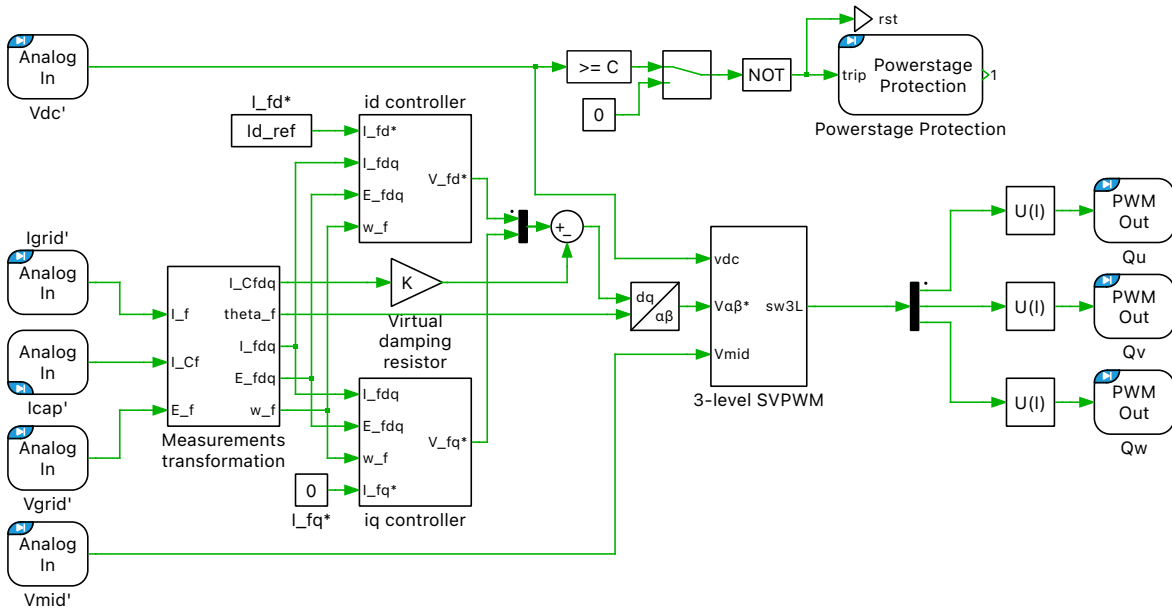 Analog
In
Vdc'
>= C
0
NOT
rst
trip
Powerstage
Protection
1
Powerstage Protection
I_fd*
Id_ref
id controller
I_fd*
I_fdq
E_fdq
w_f
V_fd*
+
−
Igrid'
Analog
In
Analog
In
Icap'
Analog
In
Vgrid'
Analog
In
Vmid'
I_f
I_Cf
E_f
I_Cfdq
theta_f
I_fdq
E_fdq
w_f
Measurements
transformation
K
Virtual
damping
resistor
I_fdq
E_fdq
w_f
I_fq*
V_fq*
iq controller
0
I_fq*
dq
αβ
vdc
Vαβ*
Vmid
sw3L
3-level SVPWM
U(I)
PWM
Out
Qu
U(I)
PWM
Out
Qv
U(I)
PWM
Out
Qw